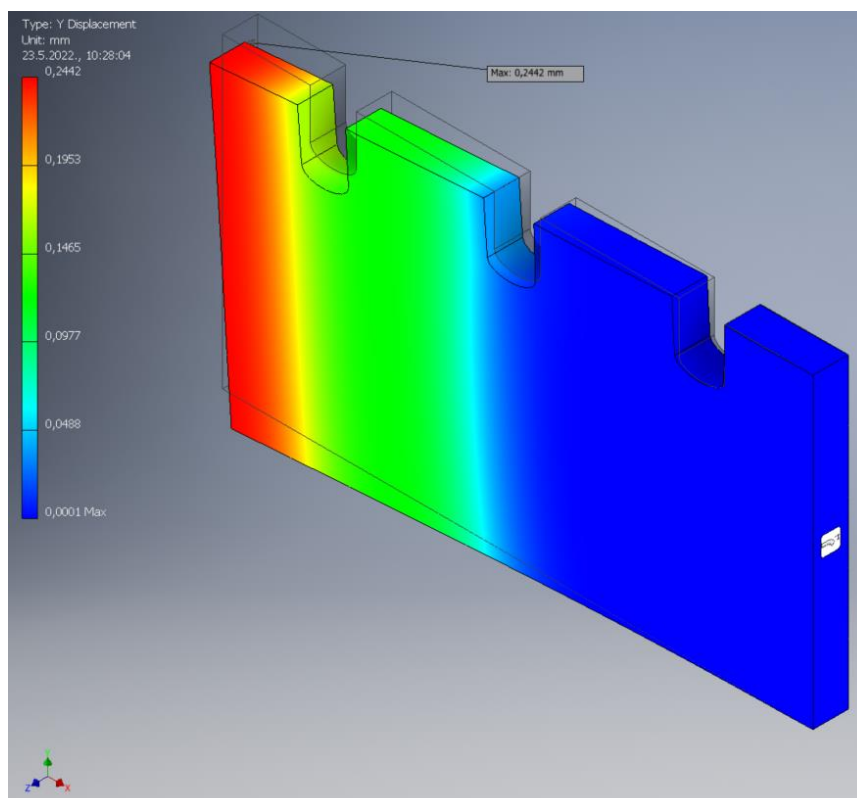 Type: Y Displacement
Unit: mm
23.5.2022., 10:28:04
0,2442
Max: 0,2442 mm
0,1953
0,1465
0,0977
0,0488
0,0001 Max
Y
Z
X